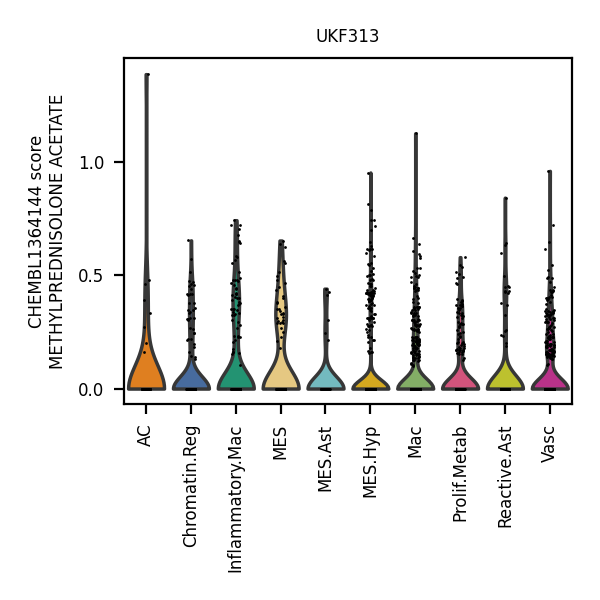 UKF313
CHEMBL1364144 score
METHYLPREDNISOLONE ACETATE
1.0
0.5
0.0
AC
Chromatin.Reg
Inflammatory.Mac
MES
MES.Ast
MES.Hyp
Mac
Prolif.Metab
Reactive.Ast
Vasc